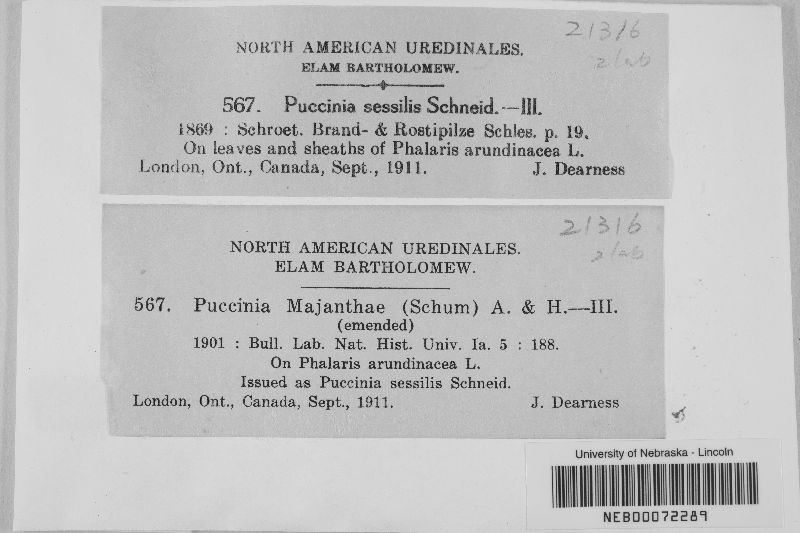 21316
2 lab
NORTH AMERICAN UREDINALES.
ELAM BARTHOLOMEW.
567. Puccinia sessilis Schneid.—III.
1869 : Schroet. Brand- & Rostipilze Schles. p. 19.
On leaves and sheaths of Phalaris arundinacea L.
London, Ont., Canada, Sept., 1911. J. Dearness
21316
2 lab
NORTH AMERICAN UREDINALES.
ELAM BARTHOLOMEW.
567. Puccinia Majanthae (Schum) A. & H.—III.
(emended)
1901 : Bull. Lab. Nat. Hist. Univ. Ia. 5 : 188.
On Phalaris arundinacea L.
Issued as Puccinia sessilis Schneid.
London, Ont., Canada, Sept., 1911. J. Dearness
University of Nebraska - Lincoln
NEB00072289